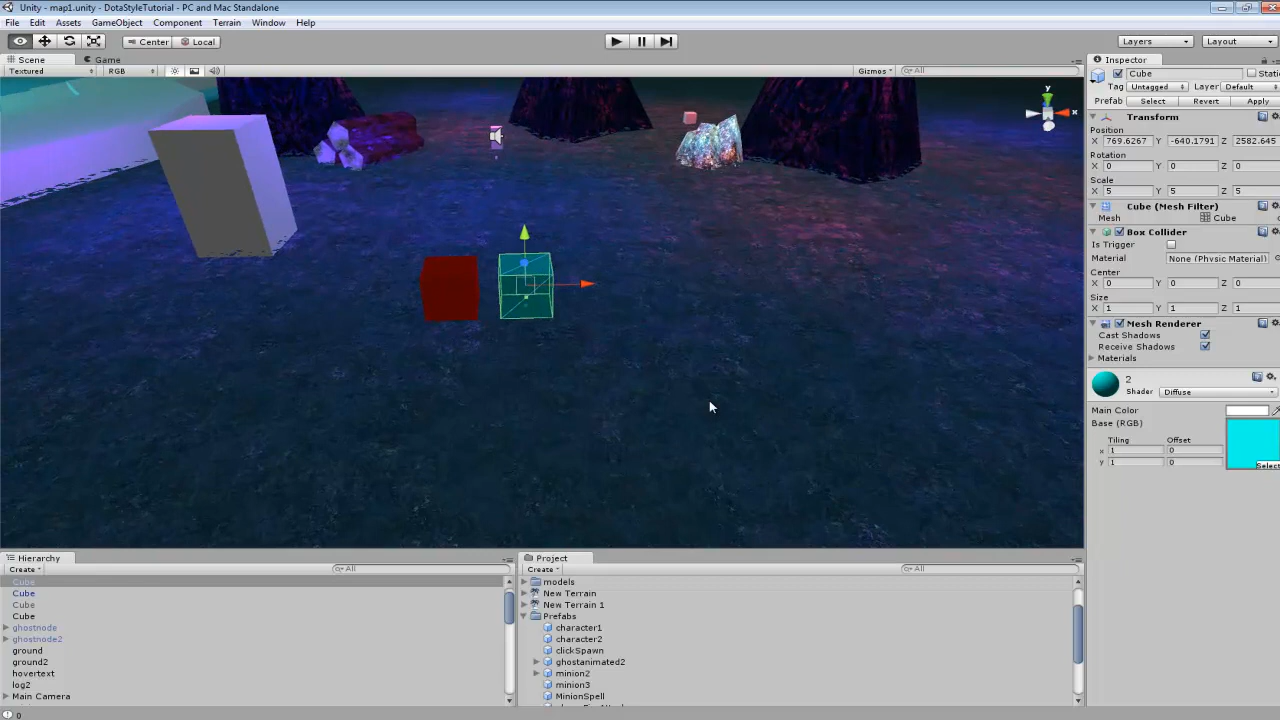 Unity - map1.unity - DotaStyleTutorial - PC and Mac Standalone
File Edit Assets GameObject Component Terrain Window Help
Center Local Layers Layout
Scene Game Inspector
Textured RGB Gizmos All
Cube Static
Tag Untagged Layer Default
Prefab Select Revert Apply
Transform
Position
X 769.6267 Y -640.1791 Z 2582.645
Rotation
X 0 Y 0 Z 0
Scale
X 5 Y 5 Z 5
Cube (Mesh Filter)
Mesh Cube
Box Collider
Is Trigger
Material None (Physic Material)
Center
X 0 Y 0 Z 0
Size
X 1 Y 1 Z 1
Mesh Renderer
Cast Shadows
Receive Shadows
Materials
2
Shader Diffuse
Main Color
Base (RGB)
Tiling Offset
x 1 0
y 1 0
Select
y
x
Hierarchy
Create All
Cube
Cube
Cube
Cube
ghostnode
ghostnode2
ground
ground2
hovertext
log2
Main Camera
Project
Create All
models
New Terrain
New Terrain 1
Prefabs
character1
character2
clickSpawn
ghostanimated2
minion2
minion3
MinionSpell
0